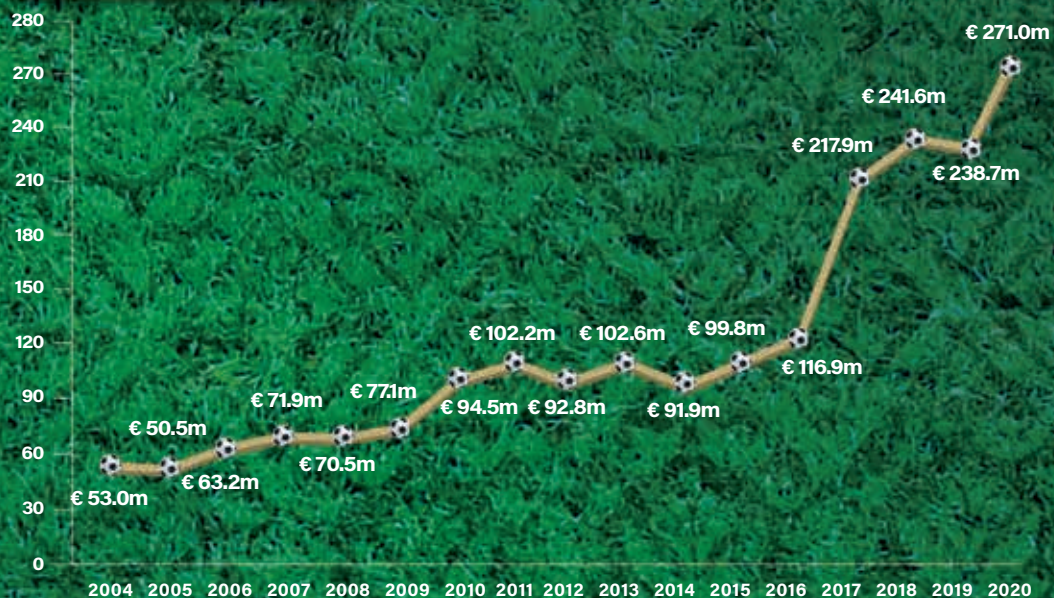 280
270
240
210
180
150
120
90
60
30
0
€ 53.0m
€ 50.5m
€ 63.2m
€ 71.9m
€ 70.5m
€ 77.1m
€ 94.5m
€ 102.2m
€ 92.8m
€ 102.6m
€ 91.9m
€ 99.8m
€ 116.9m
€ 217.9m
€ 241.6m
€ 238.7m
€ 271.0m
2004 2005 2006 2007 2008 2009 2010 2011 2012 2013 2014 2015 2016 2017 2018 2019 2020